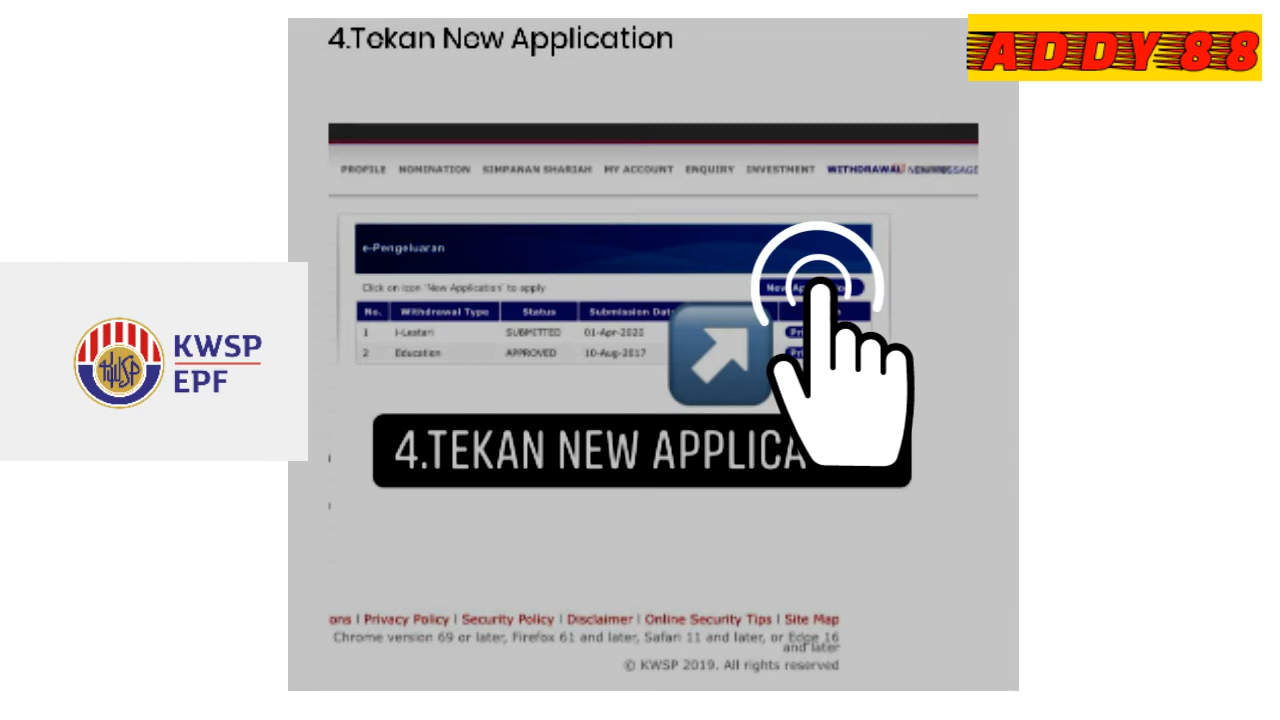 4.Tekan New Application
ADDY88
PROFILE NOMINATION SIMPANAN SHARIAH MY ACCOUNT ENQUIRY INVESTMENT WITHDRAWAL
e-Pengeluaran
Click on icon 'New Application' to apply
No. Withdrawal Type Status Submission Dat
1 i-Lestari SUBMITTED 01-Apr-2020
2 Education APPROVED 10-Aug-2017
KWSP
EPF
4.TEKAN NEW APPLICA
ons | Privacy Policy | Security Policy | Disclaimer | Online Security Tips | Site Map
Chrome version 69 or later, Firefox 61 and later, Safari 11 and later, or Edge 16
and later
© KWSP 2019. All rights reserved